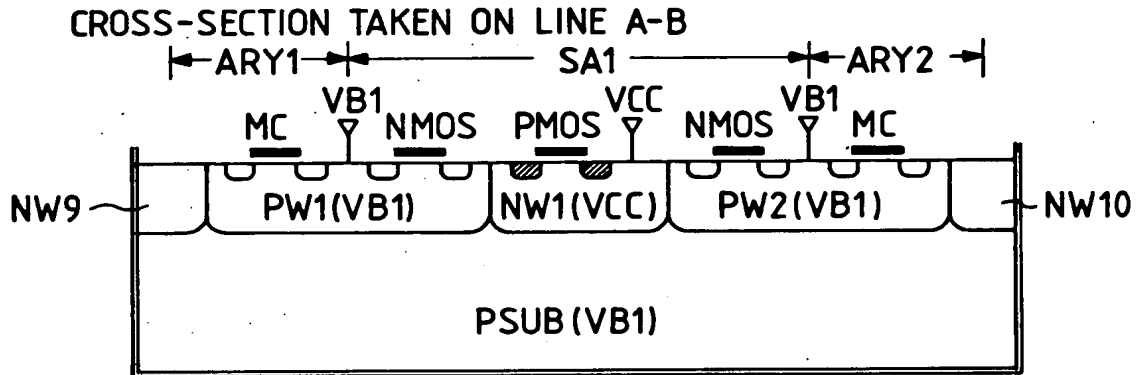 CROSS-SECTION TAKEN ON LINE A-B
ARY1 SA1 ARY2
VB1 VCC VB1
MC NMOS PMOS NMOS MC
NW9 PW1(VB1) NW1(VCC) PW2(VB1) NW10
PSUB(VB1)